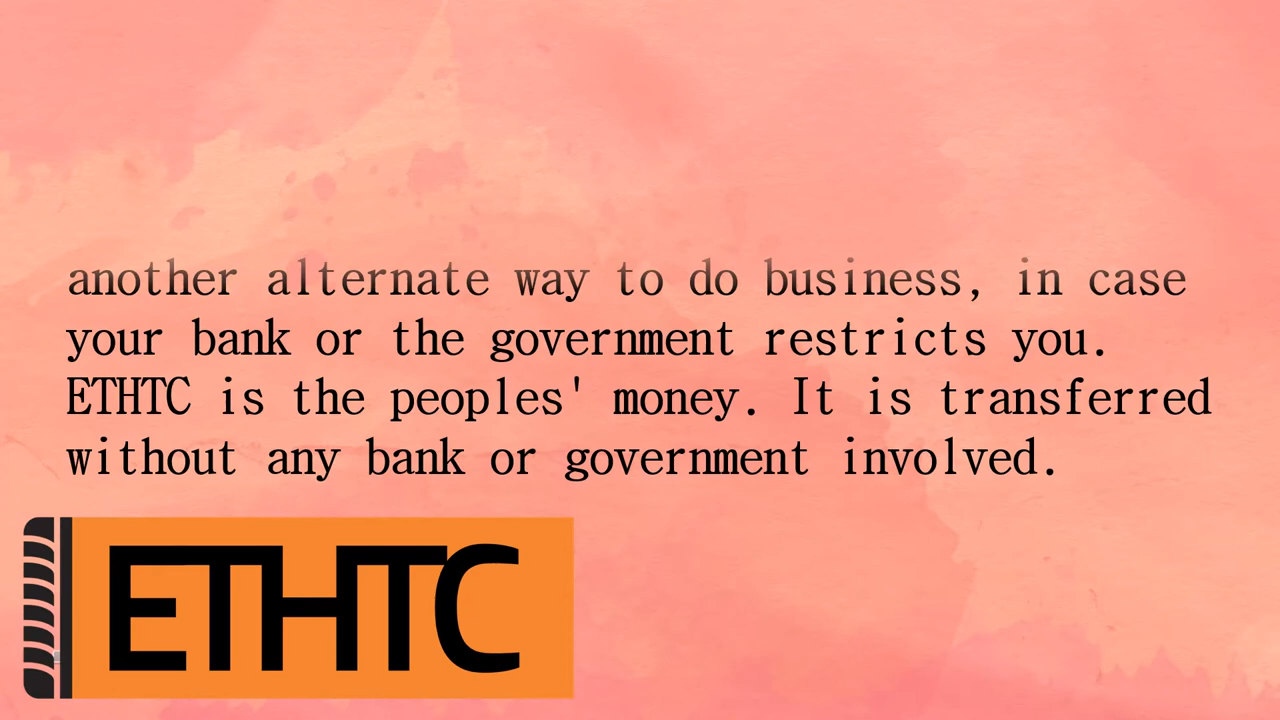 another alternate way to do business, in case
your bank or the government restricts you.
ETHTC is the peoples' money. It is transferred
without any bank or government involved.
ETHTC